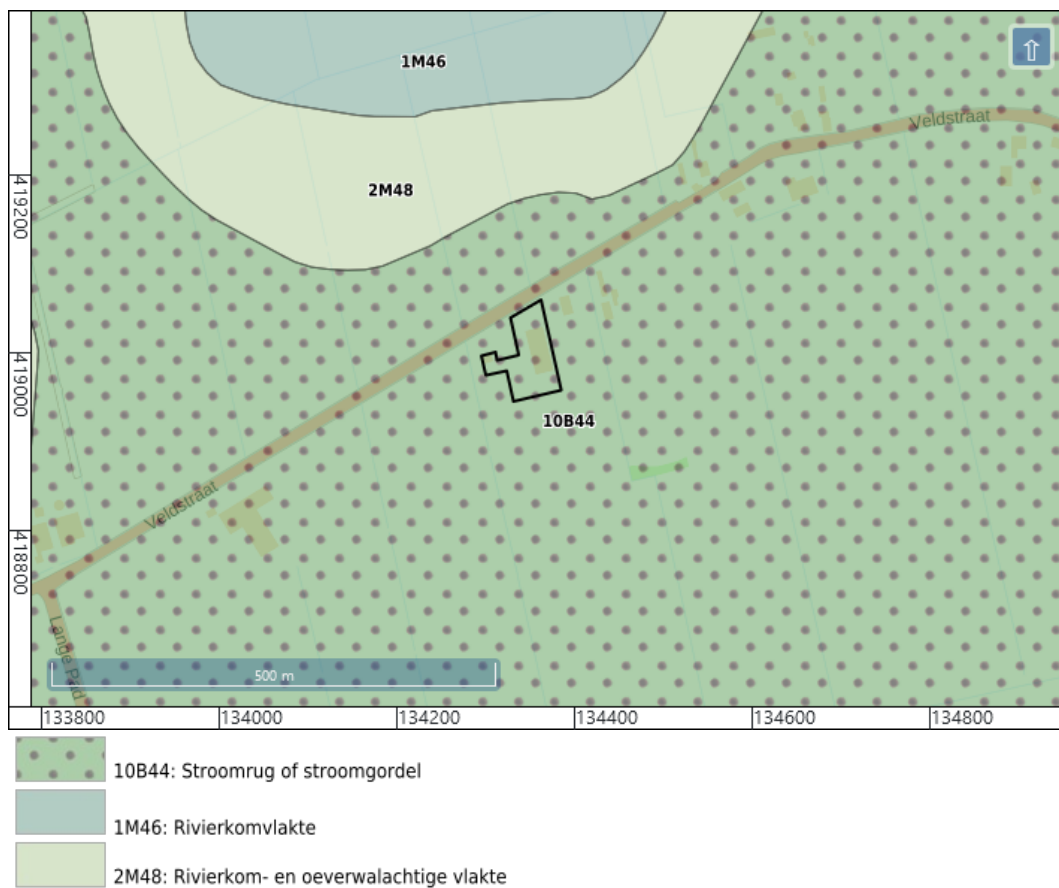 1M46
Veldstraat
2M48
419200
419000
10B44
Veldstraat
418800
Lange Pad
500 m
133800
134000
134200
134400
134600
134800
10B44: Stroomrug of stroomgordel
1M46: Rivierkomvlakte
2M48: Rivierkom- en oeverwalachtige vlakte